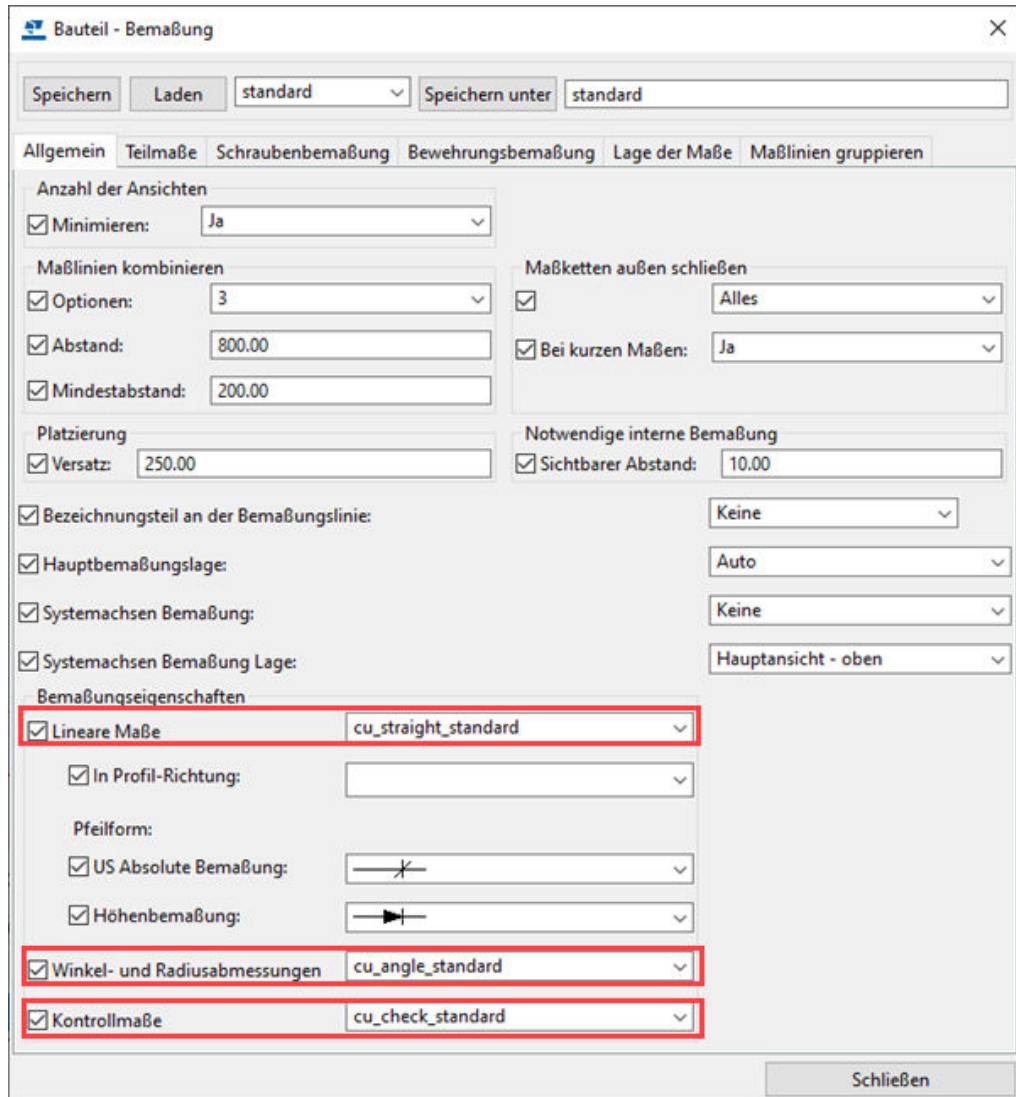 Bauteil - Bemaßung
Speichern Laden standard Speichern unter standard
Allgemein Teilmaße Schraubenbemaßung Bewehrungsbemaßung Lage der Maße Maßlinien gruppieren
Anzahl der Ansichten
Minimieren: Ja
Maßlinien kombinieren Maßketten außen schließen
Optionen: 3 Alles
Abstand: 800.00 Bei kurzen Maßen: Ja
Mindestabstand: 200.00
Platzierung Notwendige interne Bemaßung
Versatz: 250.00 Sichtbarer Abstand: 10.00
Bezeichnungsteil an der Bemaßungslinie: Keine
Hauptbemaßungslage: Auto
Systemachsen Bemaßung: Keine
Systemachsen Bemaßung Lage: Hauptansicht - oben
Bemaßungseigenschaften
Lineare Maße cu_straight_standard
In Profil-Richtung:
Pfeilform:
US Absolute Bemaßung:
Höhenbemaßung:
Winkel- und Radiusabmessungen cu_angle_standard
Kontrollmaße cu_check_standard
Schließen